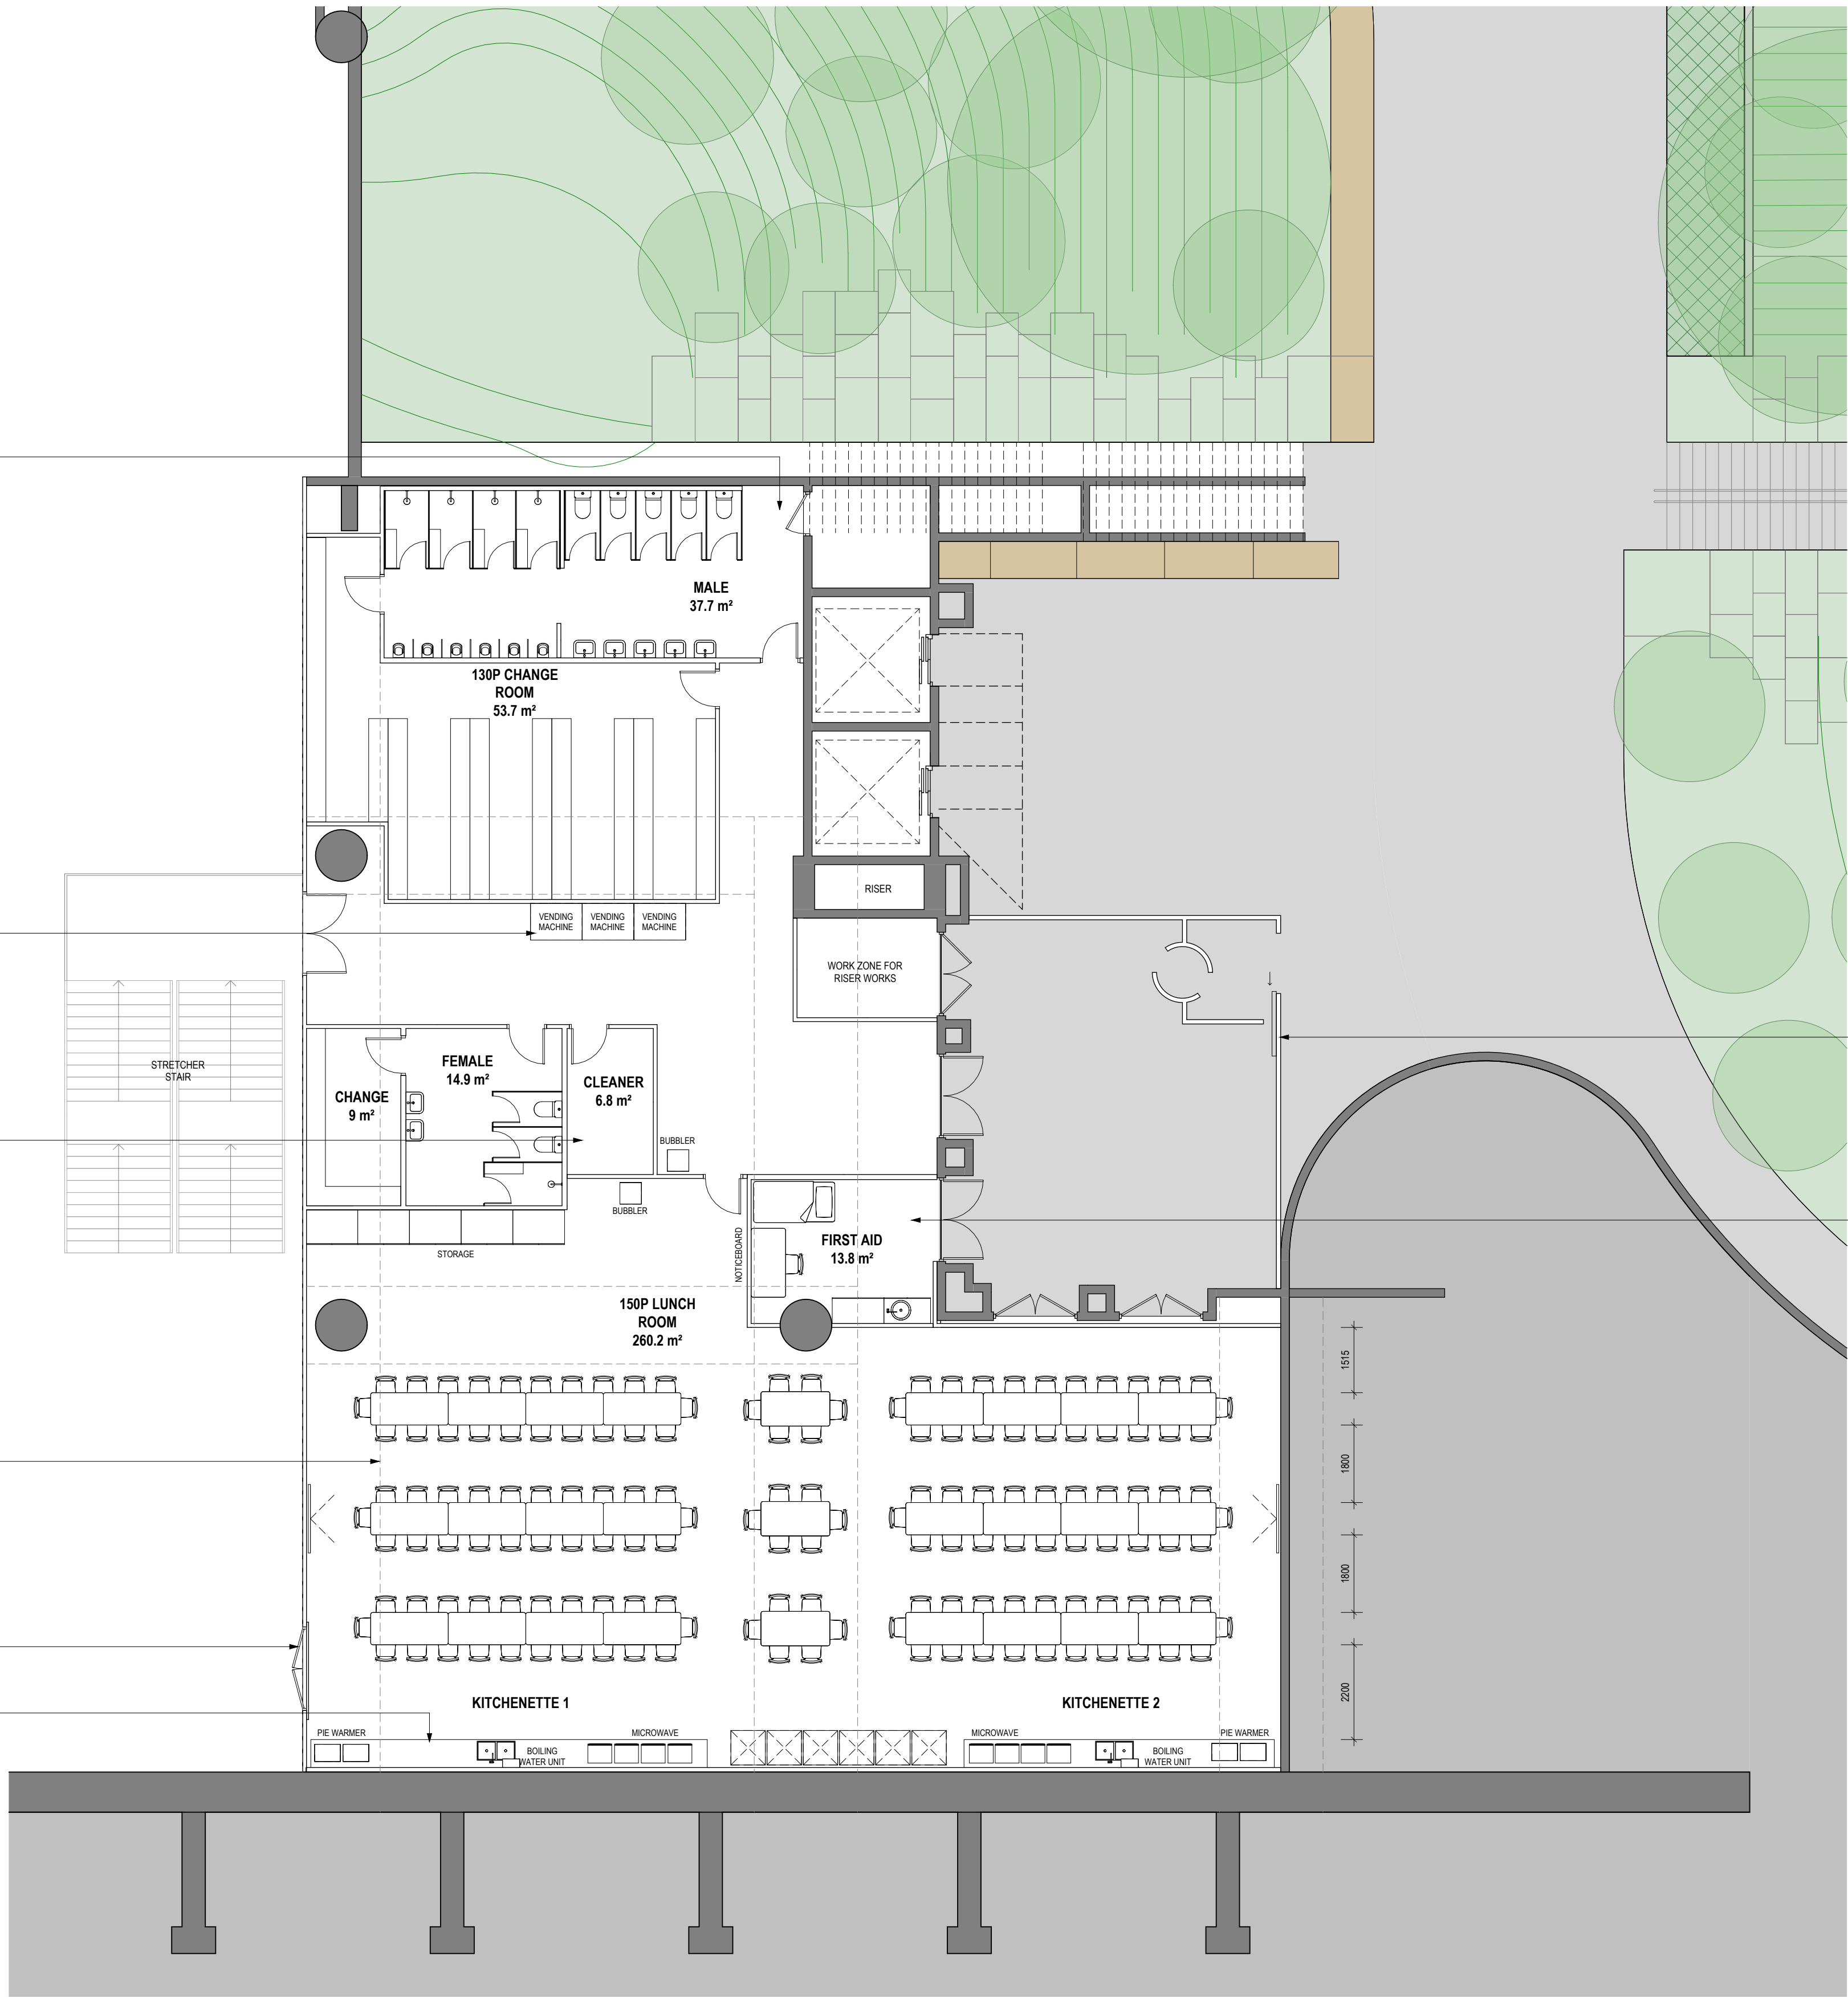 MALE
37.7 m²
130P CHANGE
ROOM
53.7 m²
RISER
VENDING
MACHINE
VENDING
MACHINE
VENDING
MACHINE
WORK ZONE FOR
RISER WORKS
STRETCHER
STAIR
FEMALE
14.9 m²
CHANGE
9 m²
CLEANER
6.8 m²
BUBBLER
BUBBLER
STORAGE
NOTICEBOARD
FIRST AID
13.8 m²
150P LUNCH
ROOM
260.2 m²
1515
1800
1800
2200
KITCHENETTE 1
KITCHENETTE 2
PIE WARMER
BOILING
WATER UNIT
MICROWAVE
MICROWAVE
BOILING
WATER UNIT
PIE WARMER